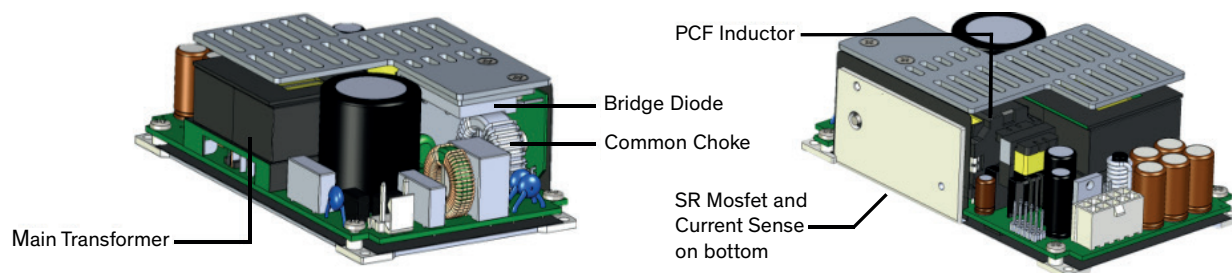 PCF Inductor
Bridge Diode
Common Choke
Main Transformer
SR Mosfet and
Current Sense
on bottom